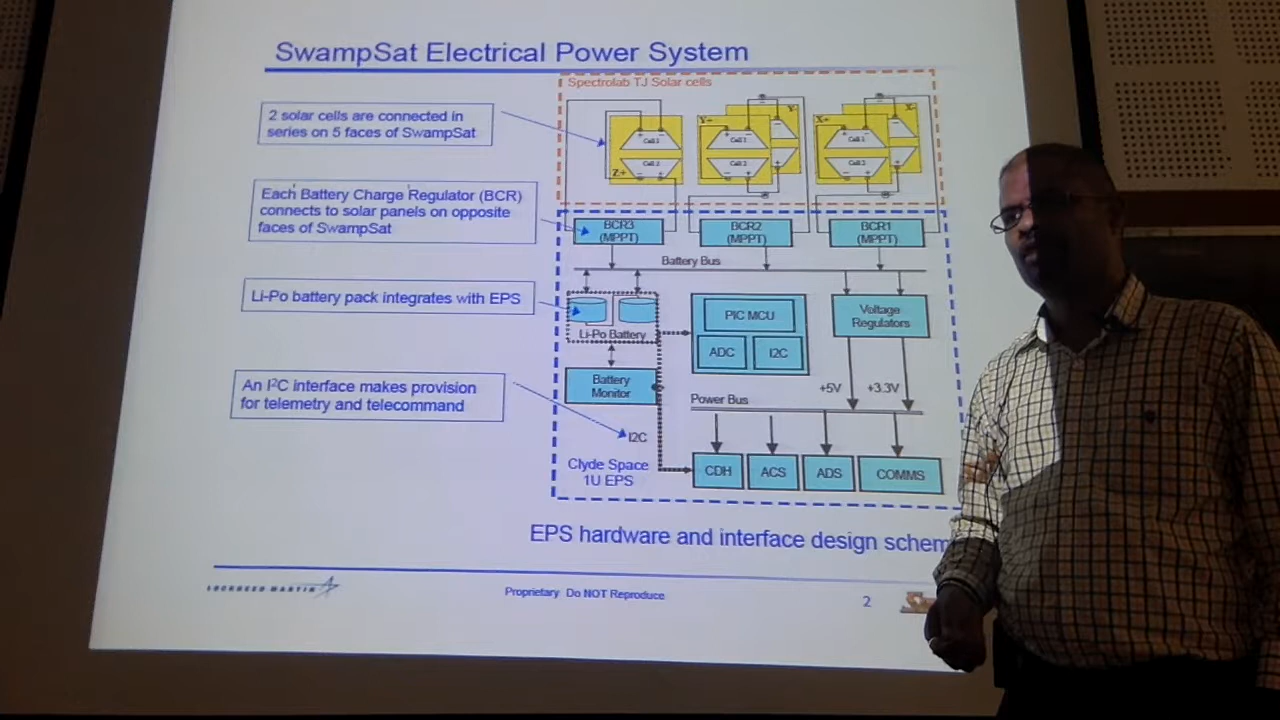 SwampSat Electrical Power System
Spectrolab TJ Solar cells
2 solar cells are connected in
series on 5 faces of SwampSat
Y-
X-
Y+
X+
Cell 1
Cell 1
Cell 1
Cell 2
Cell 2
Cell 2
Z+
Each Battery Charge Regulator (BCR)
connects to solar panels on opposite
faces of SwampSat
BCR3
(MPPT)
BCR2
(MPPT)
BCR1
(MPPT)
Battery Bus
Li-Po battery pack integrates with EPS
Li-Po Battery
PIC MCU
ADC
I2C
Voltage
Regulators
Battery
Monitor
+5V
+3.3V
An I²C interface makes provision
for telemetry and telecommand
Power Bus
I2C
Clyde Space
1U EPS
CDH
ACS
ADS
COMMS
EPS hardware and interface design schem
LOCKHEED MARTIN
Proprietary Do NOT Reproduce
2